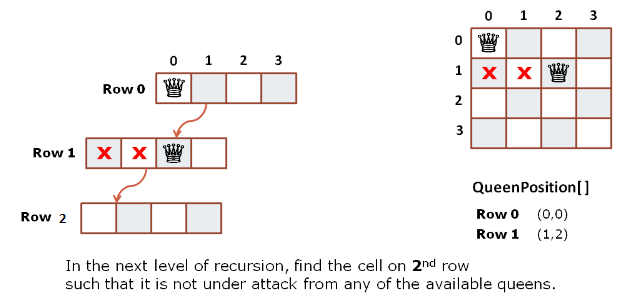 0 1 2 3
Row 0
Row 1 X X
Row 2
0 1 2 3
0
1 X X
2
3
QueenPosition[]
Row 0 (0,0)
Row 1 (1,2)
In the next level of recursion, find the cell on 2nd row
such that it is not under attack from any of the available queens.